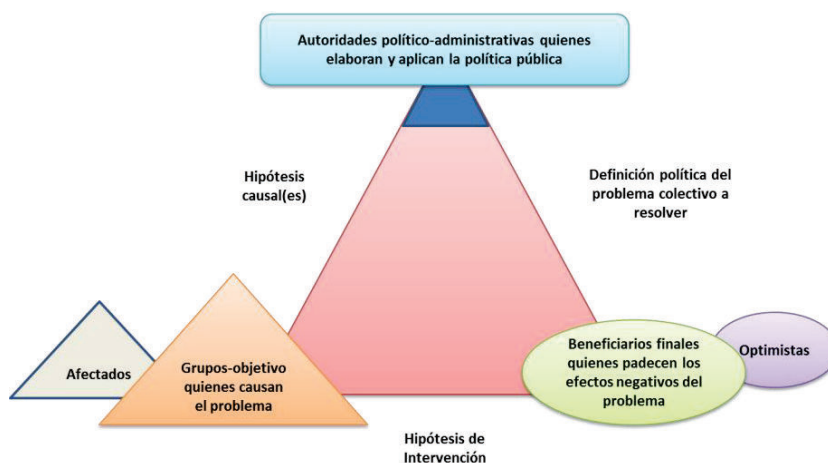 Autoridades político-administrativas quienes
elaboran y aplican la política pública
Hipótesis
causal(es)
Definición política del
problema colectivo a
resolver
Afectados
Grupos-objetivo
quienes causan
el problema
Beneficiarios finales
quienes padecen los
efectos negativos del
problema
Optimistas
Hipótesis de
Intervención